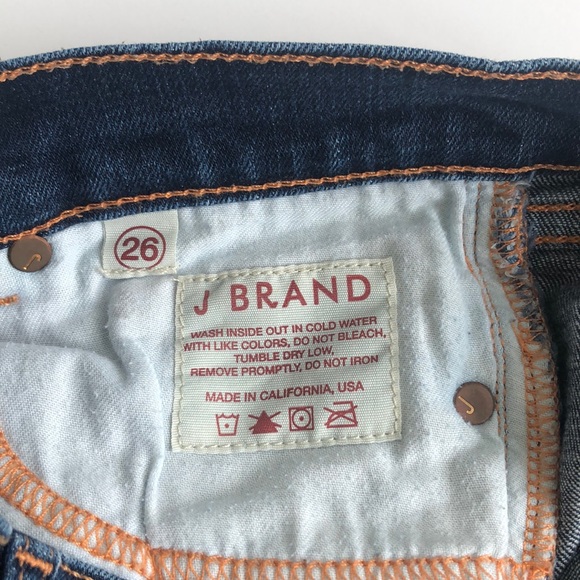 26
J BRAND
WASH INSIDE OUT IN COLD WATER
WITH LIKE COLORS, DO NOT BLEACH,
TUMBLE DRY LOW,
REMOVE PROMPTLY, DO NOT IRON
MADE IN CALIFORNIA, USA
J
J